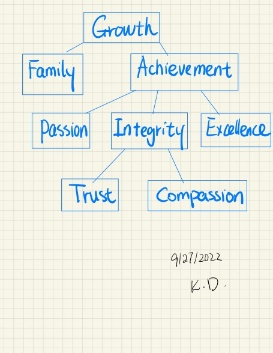 Growth
Family Achievement
Passion Integrity Excellence
Trust Compassion
9/27/2022
K.D.